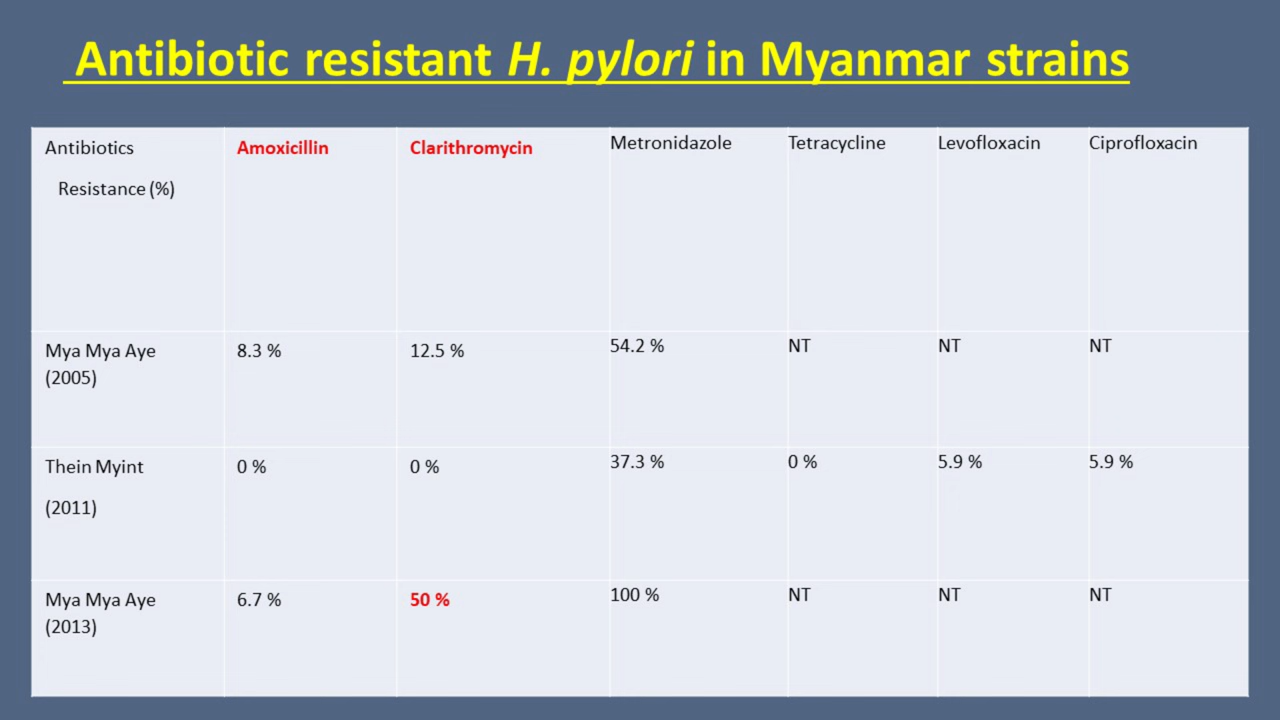 Antibiotic resistant H. pylori in Myanmar strains
Antibiotics Resistance (%) Amoxicillin Clarithromycin Metronidazole Tetracycline Levofloxacin Ciprofloxacin
Mya Mya Aye (2005) 8.3 % 12.5 % 54.2 % NT NT NT
Thein Myint (2011) 0 % 0 % 37.3 % 0 % 5.9 % 5.9 %
Mya Mya Aye (2013) 6.7 % 50 % 100 % NT NT NT